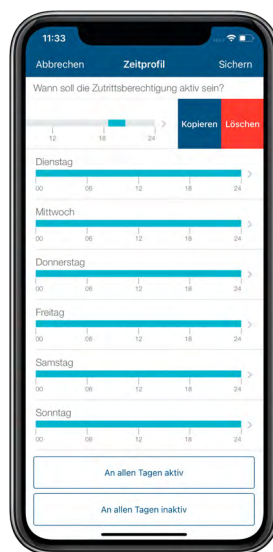 11:33
Abbrechen Zeitprofil Sichern
Wann soll die Zutrittsberechtigung aktiv sein?
Kopieren Löschen
12 18 24
Dienstag
00 06 12 18 24
Mittwoch
00 06 12 18 24
Donnerstag
00 06 12 18 24
Freitag
00 06 12 18 24
Samstag
00 06 12 18 24
Sonntag
00 06 12 18 24
An allen Tagen aktiv
An allen Tagen inaktiv